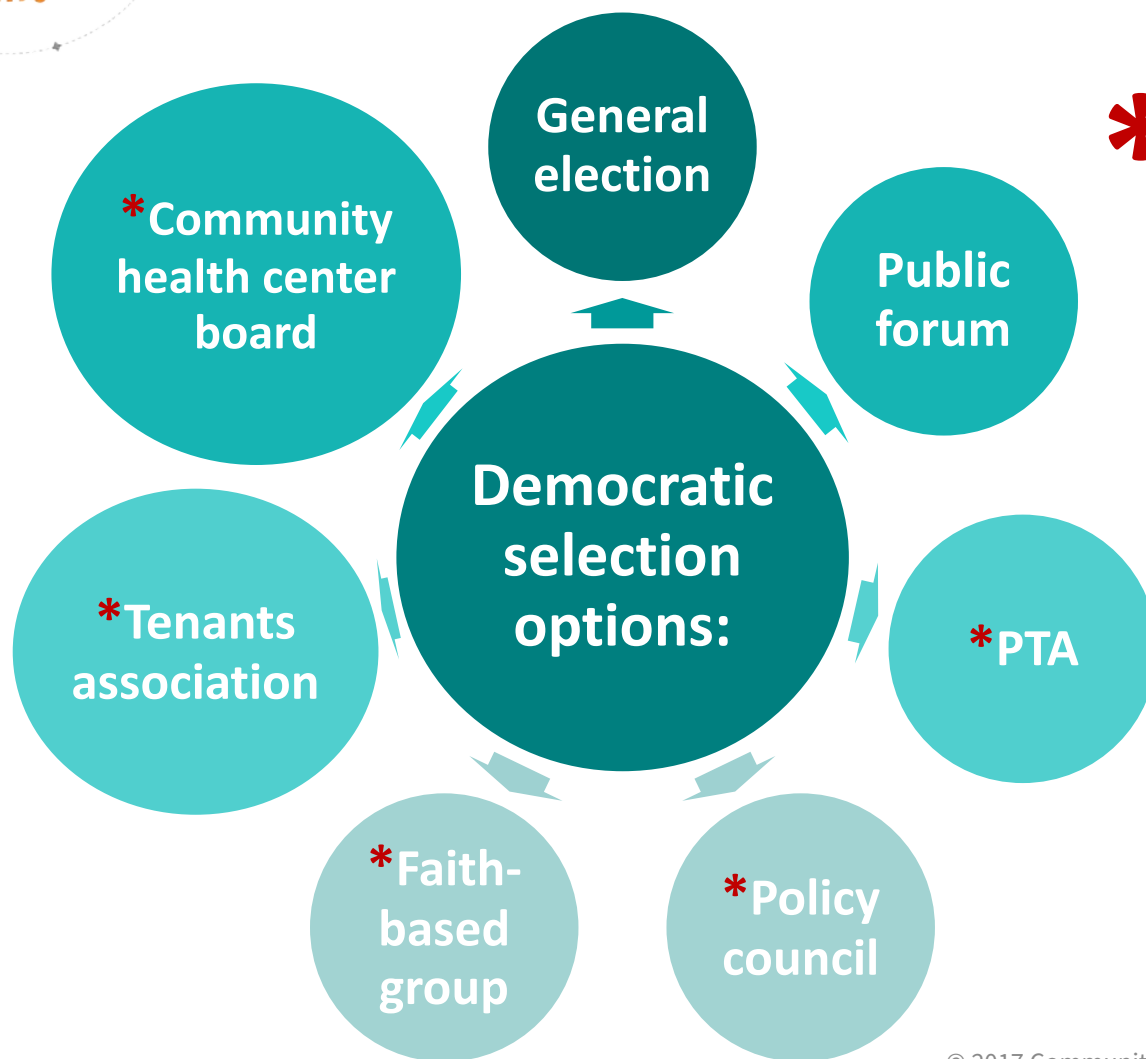 General
election
*
Public
forum
*PTA
*Policy
council
*Faith-
based
group
*Tenants
association
*Community
health center
board
Democratic
selection
options:
© 2017